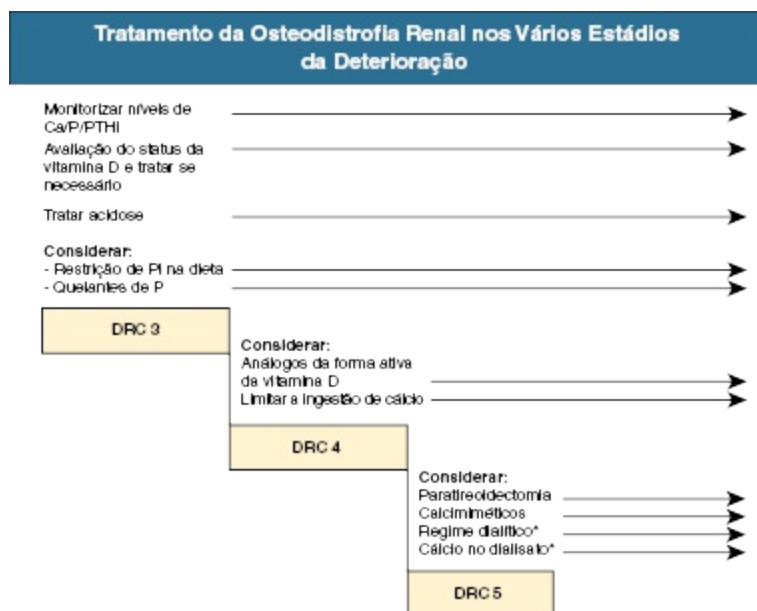 Tratamento da Osteodistrofia Renal nos Vários Estádios
da Deterioração
Monitorizar níveis de
Ca/P/PTHI
Avaliação do status da
vitamina D e tratar se
necessário
Tratar acidose
Considerar:
- Restrição de Pi na dieta
- Quelantes de P
DRC 3
Considerar:
Análogos da forma ativa
da vitamina D
Limitar a ingestão de cálcio
DRC 4
Considerar:
Paratireoidectomia
Calcimiméticos
Regime dialítico*
Cálcio no dialisato*
DRC 5